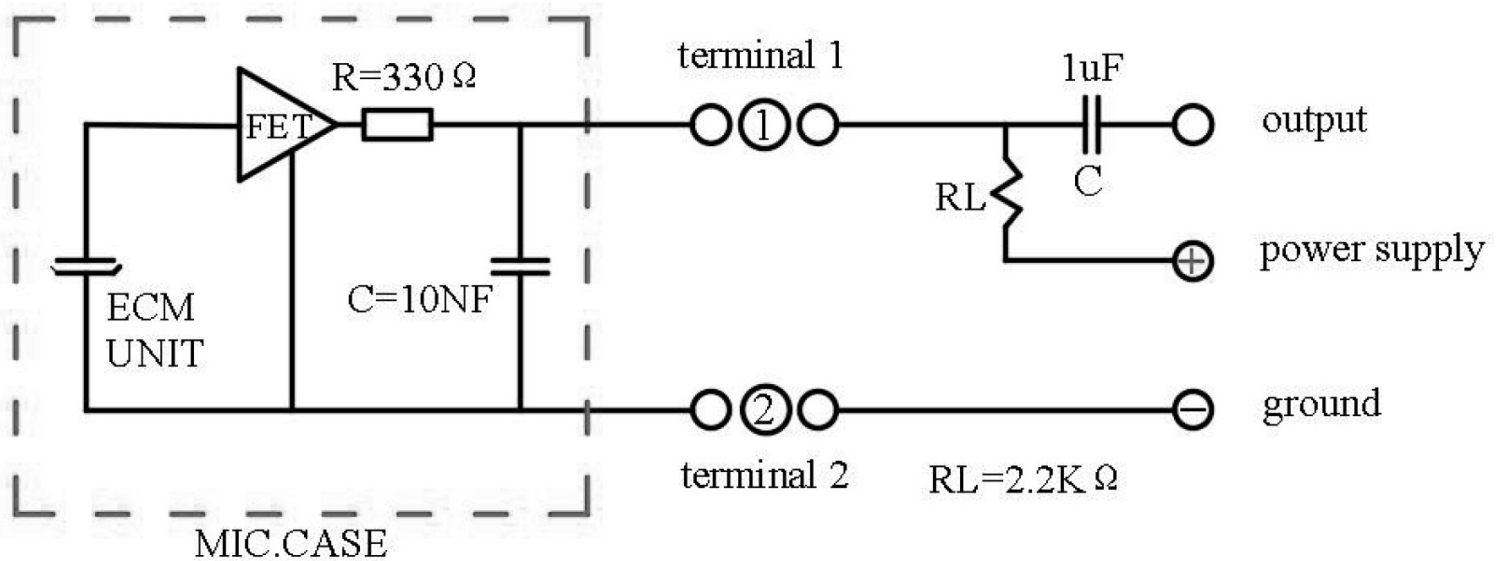 terminal 1
R=330Ω
1uF
FET
1
output
RL
C
power supply
+
ECM
UNIT
C=10NF
2
−
ground
terminal 2
RL=2.2KΩ
MIC.CASE